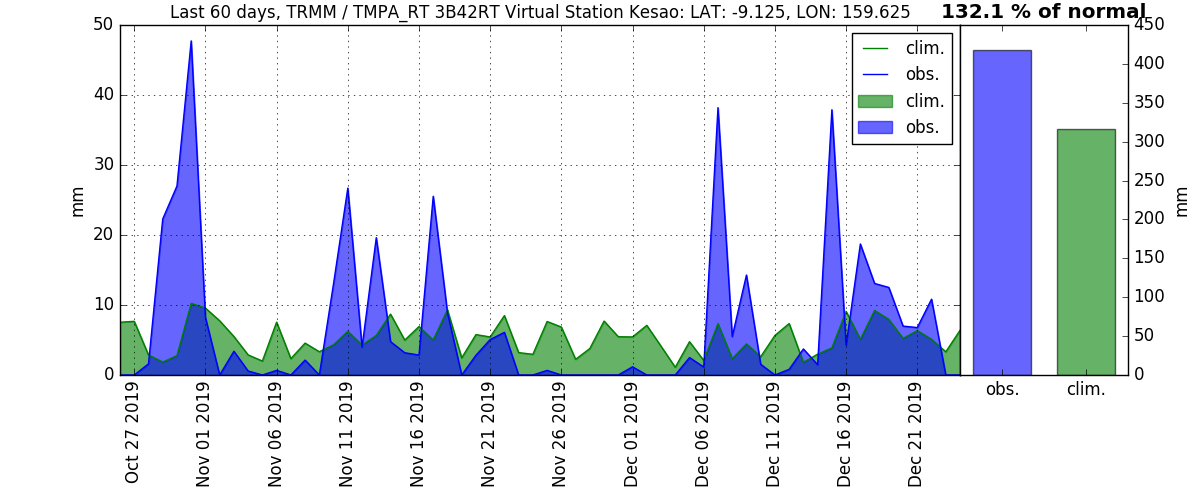 Last 60 days, TRMM / TMPA_RT 3B42RT Virtual Station Kesao: LAT: -9.125, LON: 159.625
132.1 % of normal
50
40
30
20
10
0
mm
clim.
obs.
clim.
obs.
Oct 27 2019
Nov 01 2019
Nov 06 2019
Nov 11 2019
Nov 16 2019
Nov 21 2019
Nov 26 2019
Dec 01 2019
Dec 06 2019
Dec 11 2019
Dec 16 2019
Dec 21 2019
450
400
350
300
250
200
150
100
50
0
mm
obs.
clim.